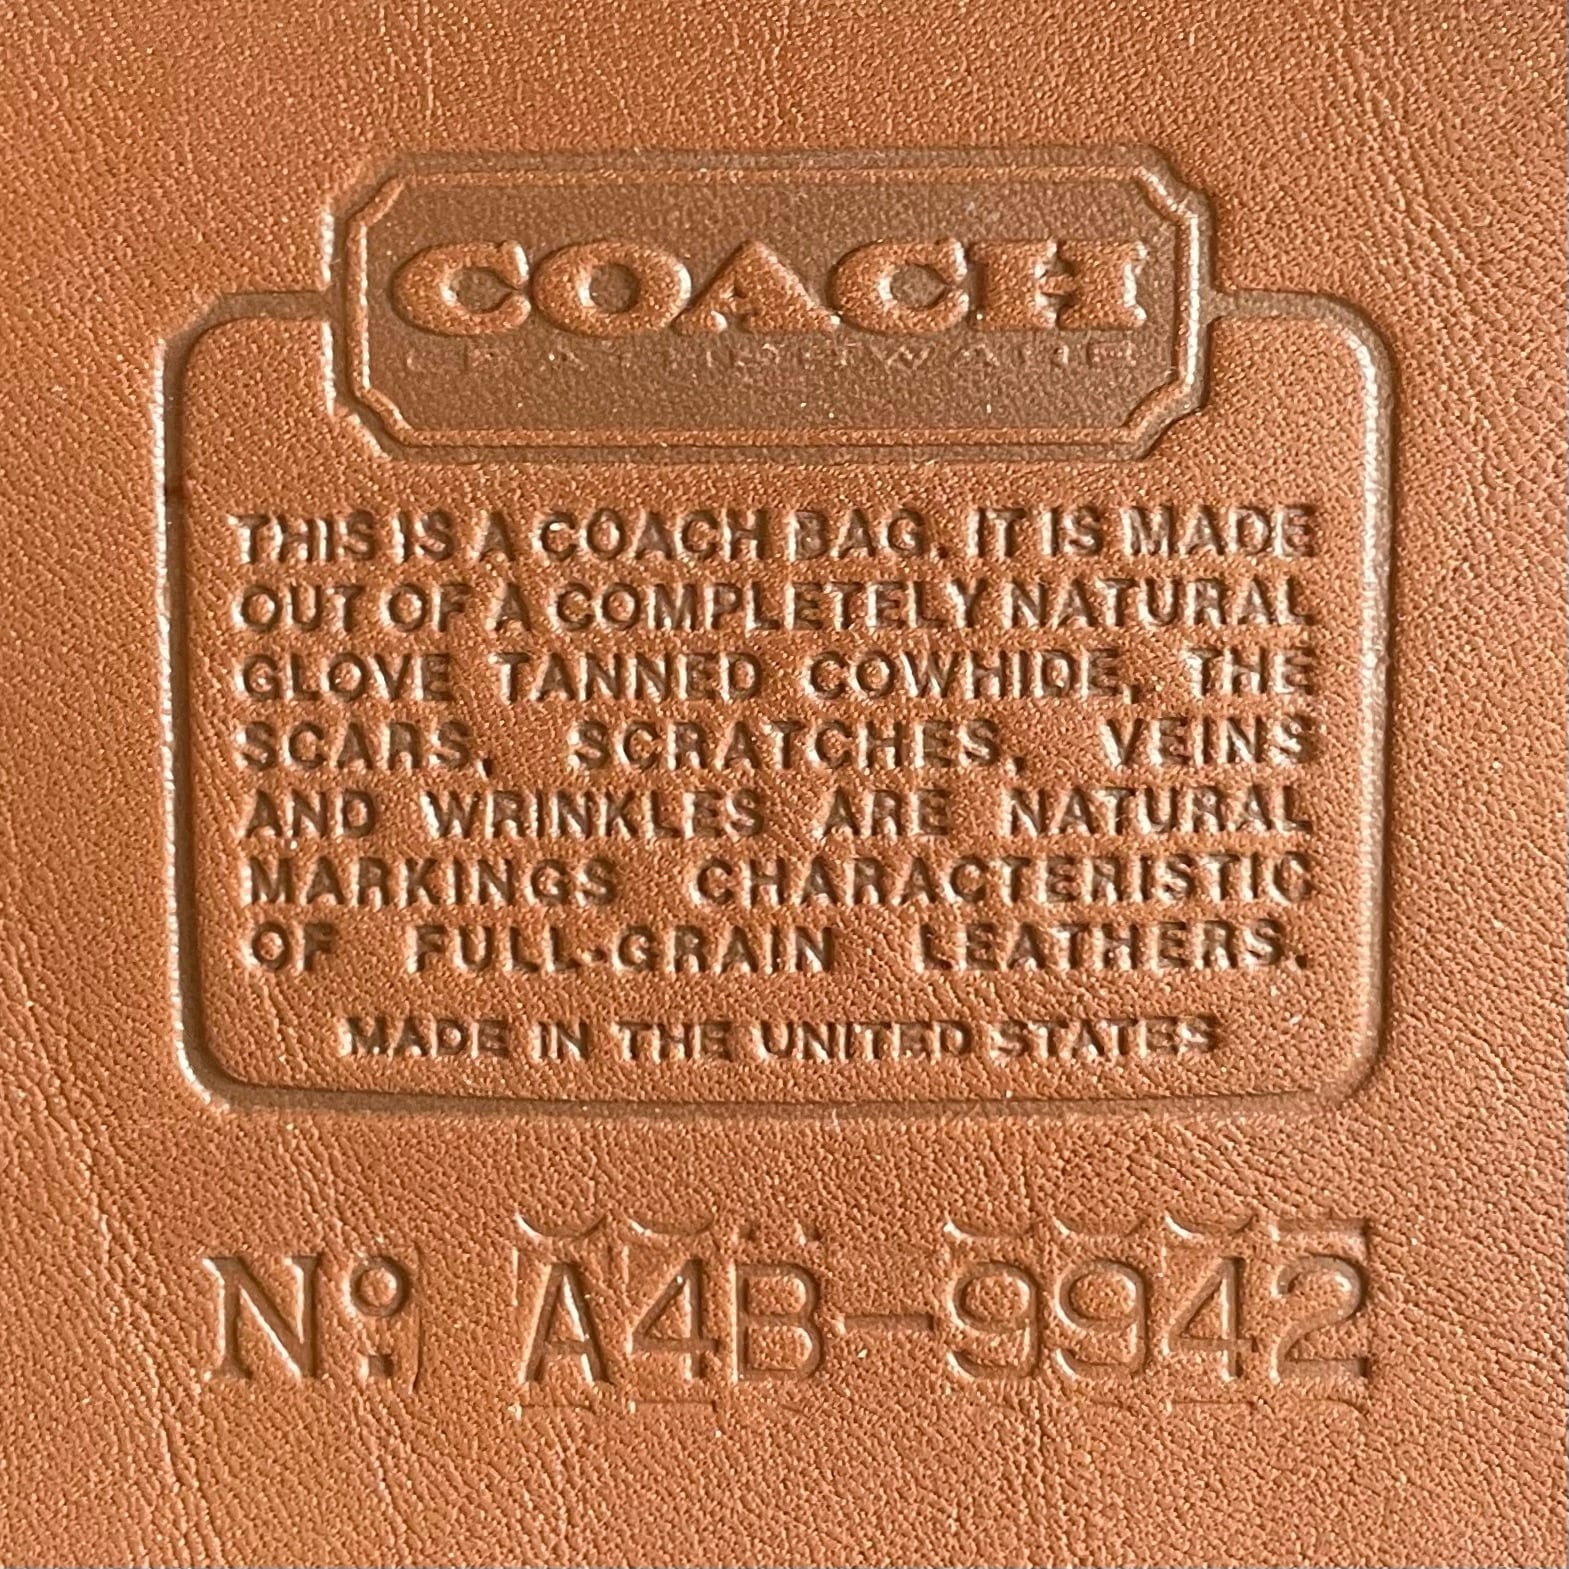 COACH
THIS IS A COACH BAG. IT IS MADE
OUT OF A COMPLETELY NATURAL
GLOVE TANNED COWHIDE, THE
SCARS, SCRATCHES, VEINS
AND WRINKLES ARE NATURAL
MARKINGS CHARACTERISTIC
OF FULL-GRAIN LEATHERS.
MADE IN THE UNITED STATES
Nº A4B-9942